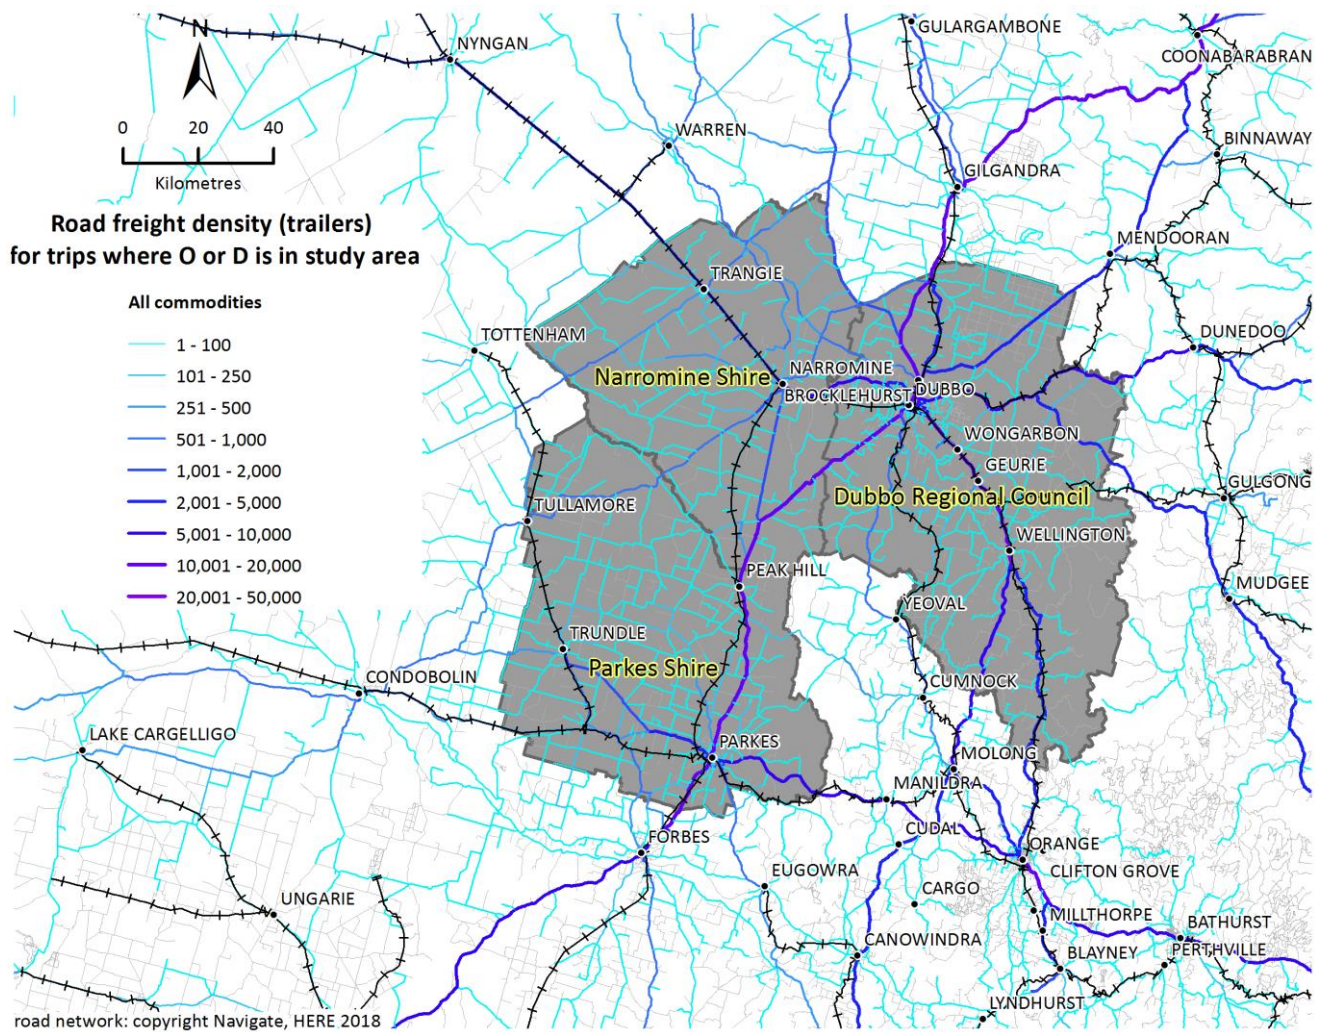 GULARGAMBONE
N
NYNGAN
COONABARABRAN
0 20 40
Kilometres
WARREN
BINNAWAY
GILGANDRA
Road freight density (trailers)
for trips where O or D is in study area
MENDOORAN
TRANGIE
All commodities
1 - 100
101 - 250
251 - 500
501 - 1,000
1,001 - 2,000
2,001 - 5,000
5,001 - 10,000
10,001 - 20,000
20,001 - 50,000
TOTTENHAM
DUNEDOO
Narromine Shire
NARROMINE
BROCKLEHURST
DUBBO
WONGARBON
GEURIE
Dubbo Regional Council
GULGONG
TULLAMORE
WELLINGTON
PEAK HILL
MUDGEE
YEOVAL
TRUNDLE
Parkes Shire
CONDOBOLIN
CUMNOCK
LAKE CARGELLIGO
PARKES
MOLONG
MANILDRA
FORBES
CUDAL
ORANGE
EUGOWRA
CLIFTON GROVE
CARGO
UNGARIE
MILLTHORPE
BATHURST
CANOWINDRA
BLAYNEY
PERTHVILLE
LYNDHURST
road network: copyright Navigate, HERE 2018